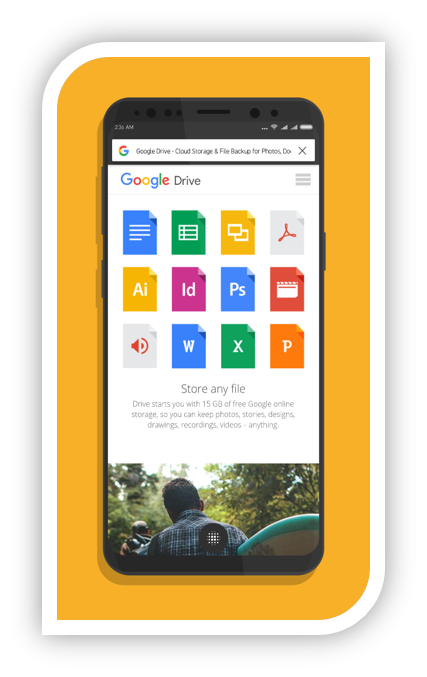 2:36 AM
Google Drive - Cloud Storage & File Backup for Photos, Do
Google Drive
Ai Id Ps
W X P
Store any file
Drive starts you with 15 GB of free Google online
storage, so you can keep photos, stories, designs,
drawings, recordings, videos - anything.